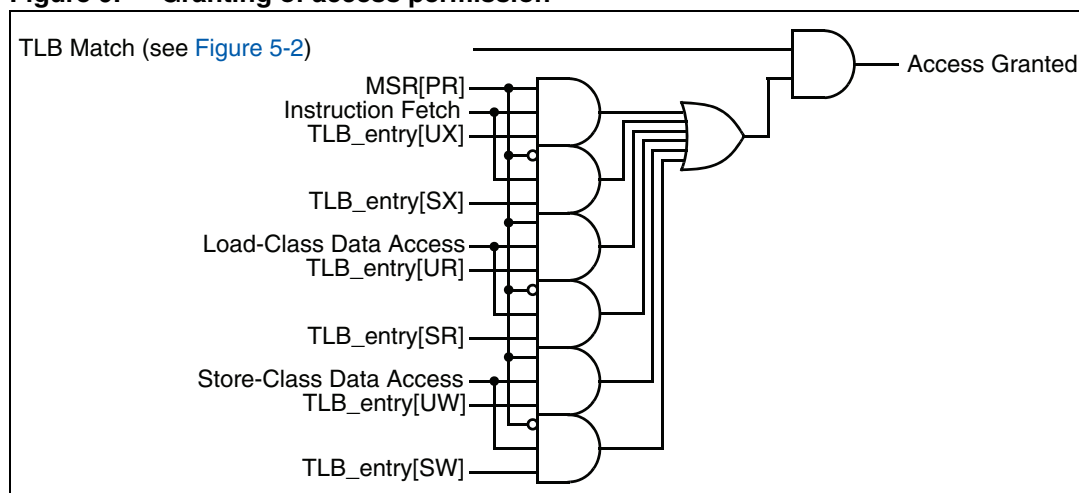 Figure 9. Granting of access permission
TLB Match (see Figure 5-2)
Access Granted
MSR[PR]
Instruction Fetch
TLB_entry[UX]
TLB_entry[SX]
Load-Class Data Access
TLB_entry[UR]
TLB_entry[SR]
Store-Class Data Access
TLB_entry[UW]
TLB_entry[SW]